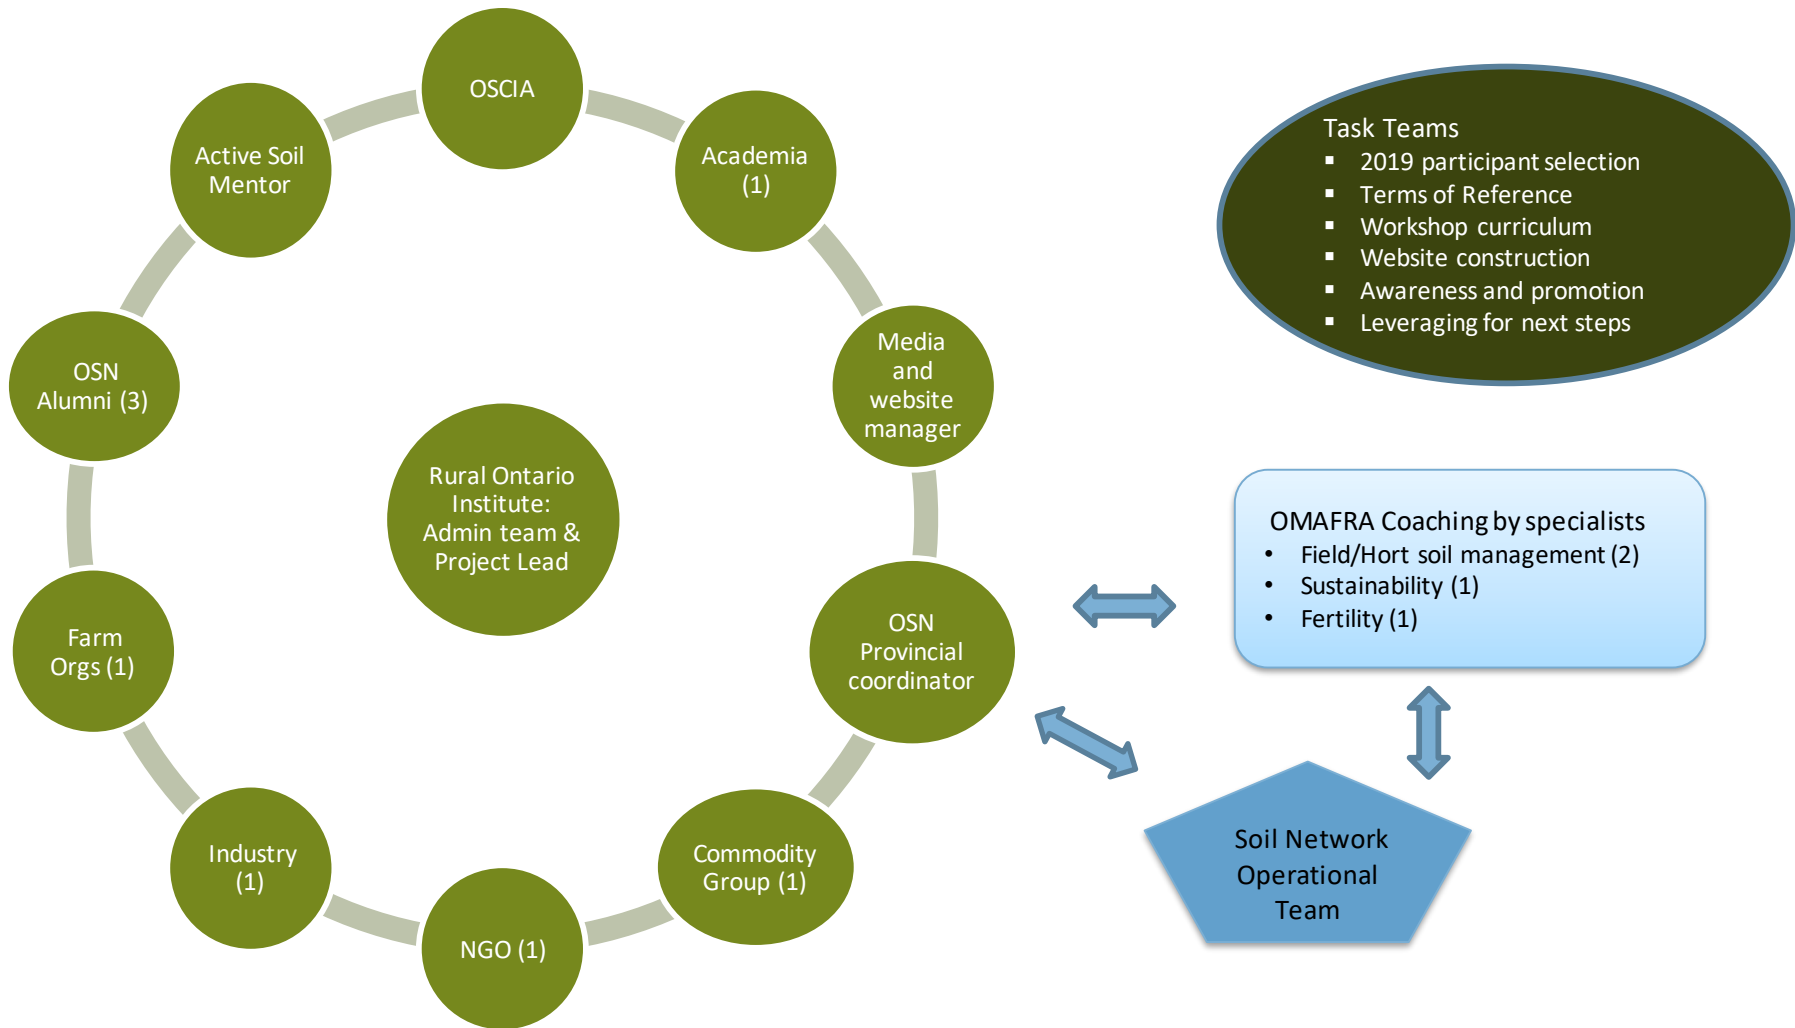 OSCIA
Academia
(1)
Media
and
website
manager
OSN
Provincial
coordinator
Commodity
Group (1)
NGO (1)
Industry
(1)
Farm
Orgs (1)
OSN
Alumni (3)
Active Soil
Mentor
Rural Ontario
Institute:
Admin team &
Project Lead
Task Teams
▪ 2019 participant selection
▪ Terms of Reference
▪ Workshop curriculum
▪ Website construction
▪ Awareness and promotion
▪ Leveraging for next steps
OMAFRA Coaching by specialists
• Field/Hort soil management (2)
• Sustainability (1)
• Fertility (1)
Soil Network
Operational
Team